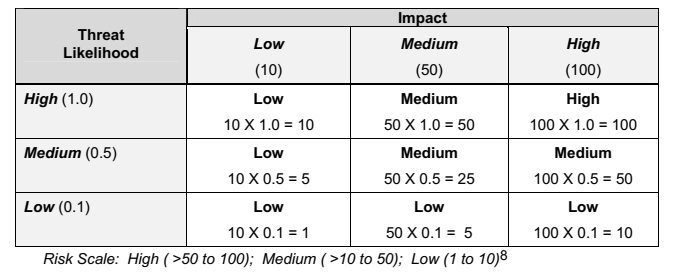 Threat Likelihood
Impact
Low
(10)
Medium
(50)
High
(100)
High (1.0)
Low
10 X 1.0 = 10
Medium
50 X 1.0 = 50
High
100 X 1.0 = 100
Medium (0.5)
Low
10 X 0.5 = 5
Medium
50 X 0.5 = 25
Medium
100 X 0.5 = 50
Low (0.1)
Low
10 X 0.1 = 1
Low
50 X 0.1 = 5
Low
100 X 0.1 = 10
Risk Scale: High ( >50 to 100); Medium ( >10 to 50); Low (1 to 10)8